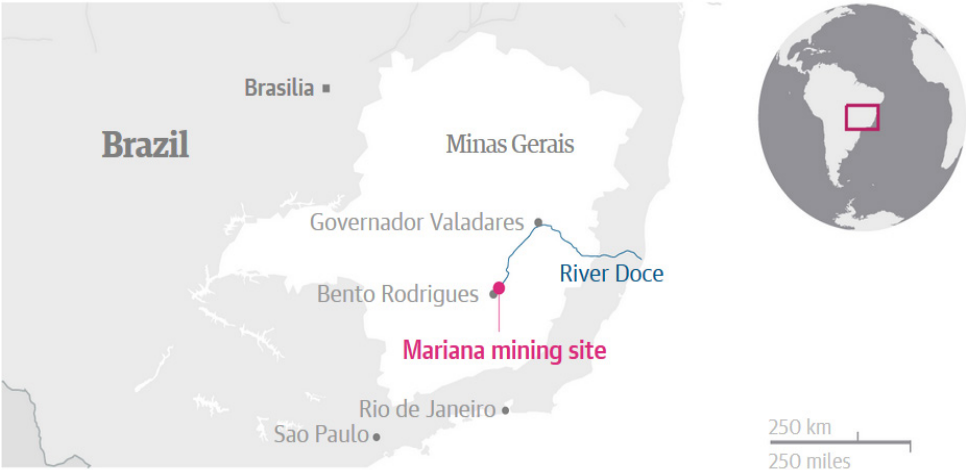 Brasilia
Brazil
Minas Gerais
Governador Valadares
River Doce
Bento Rodrigues
Mariana mining site
Rio de Janeiro
Sao Paulo
250 km
250 miles